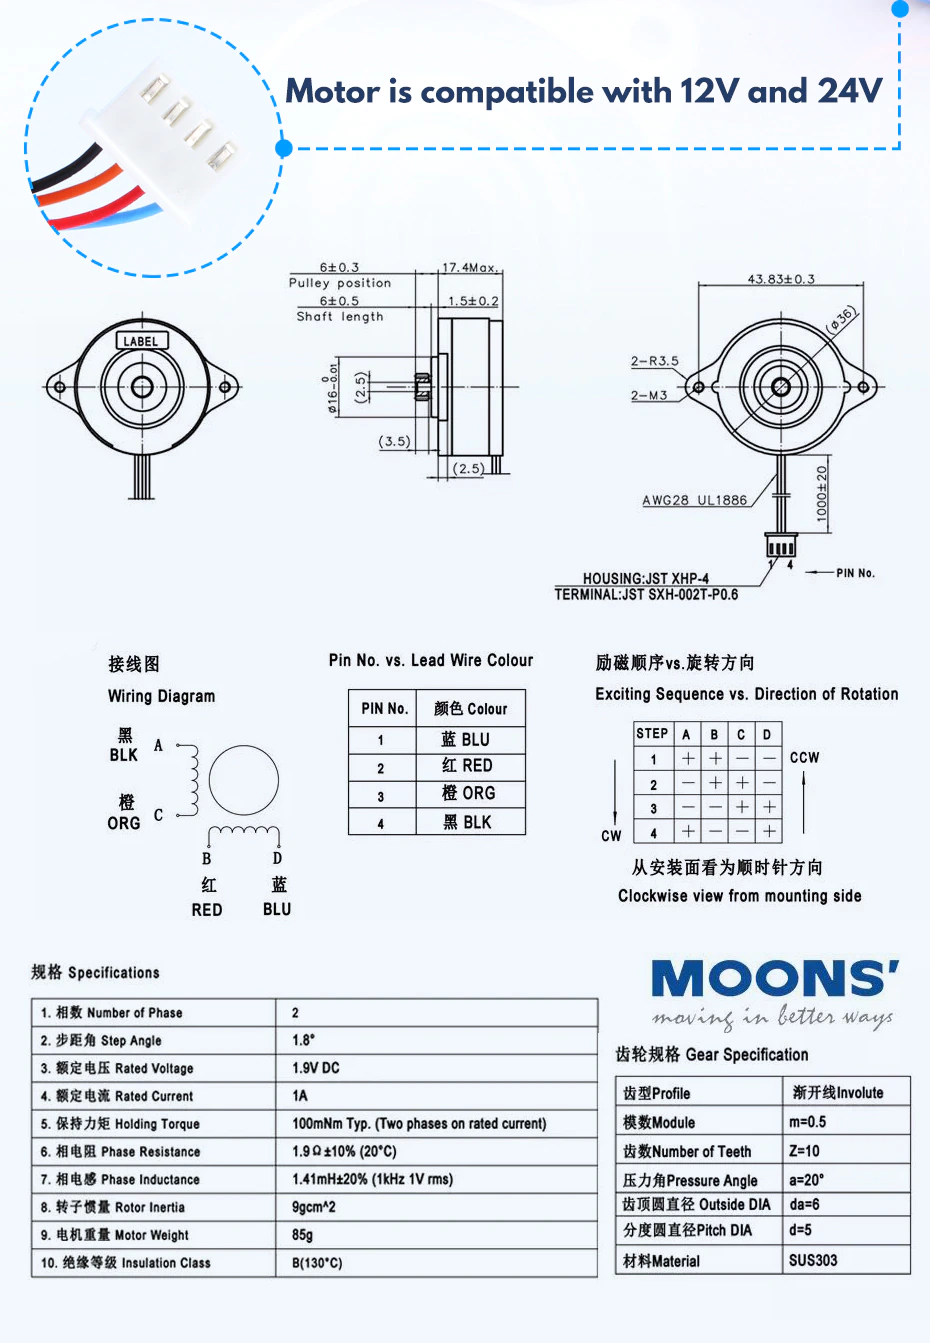 Motor is compatible with 12V and 24V
6±0.3
17.4Max.
Pulley position
6±0.5
1.5±0.2
Shaft length
43.83±0.3
(ø36)
LABEL
2-R3.5
2-M3
ø16 0 -0.01
(2.5)
(3.5)
(2.5)
AWG28 UL1886
1000±20
1 4
PIN No.
HOUSING:JST XHP-4
TERMINAL:JST SXH-002T-P0.6
接线图
Wiring Diagram
黑
BLK A
橙
ORG C
B D
红 蓝
RED BLU
Pin No. vs. Lead Wire Colour
PIN No. 颜色 Colour
1 蓝 BLU
2 红 RED
3 橙 ORG
4 黑 BLK
励磁顺序vs.旋转方向
Exciting Sequence vs. Direction of Rotation
STEP A B C D
1 + + − −
2 − + + −
3 − − + +
4 + − − +
CW
CCW
从安装面看为顺时针方向
Clockwise view from mounting side
规格 Specifications
1. 相数 Number of Phase 2
2. 步距角 Step Angle 1.8°
3. 额定电压 Rated Voltage 1.9V DC
4. 额定电流 Rated Current 1A
5. 保持力矩 Holding Torque 100mNm Typ. (Two phases on rated current)
6. 相电阻 Phase Resistance 1.9Ω±10% (20°C)
7. 相电感 Phase Inductance 1.41mH±20% (1kHz 1V rms)
8. 转子惯量 Rotor Inertia 9gcm^2
9. 电机重量 Motor Weight 85g
10. 绝缘等级 Insulation Class B(130°C)
MOONS'
moving in better ways
齿轮规格 Gear Specification
齿型Profile 渐开线Involute
模数Module m=0.5
齿数Number of Teeth Z=10
压力角Pressure Angle a=20°
齿顶圆直径 Outside DIA da=6
分度圆直径Pitch DIA d=5
材料Material SUS303